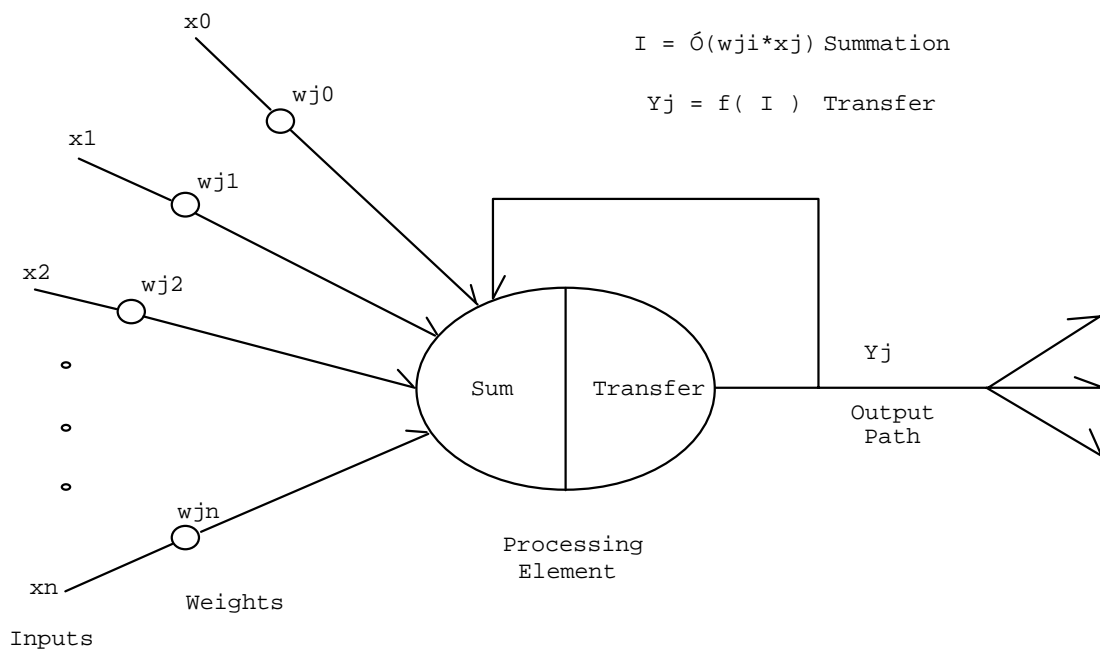 x0
I = Ó(wji*xj) Summation
wj0
Yj = f( I ) Transfer
x1
wj1
x2
wj2
Yj
Sum
Transfer
Output
Path
wjn
Processing
Element
xn
Weights
Inputs